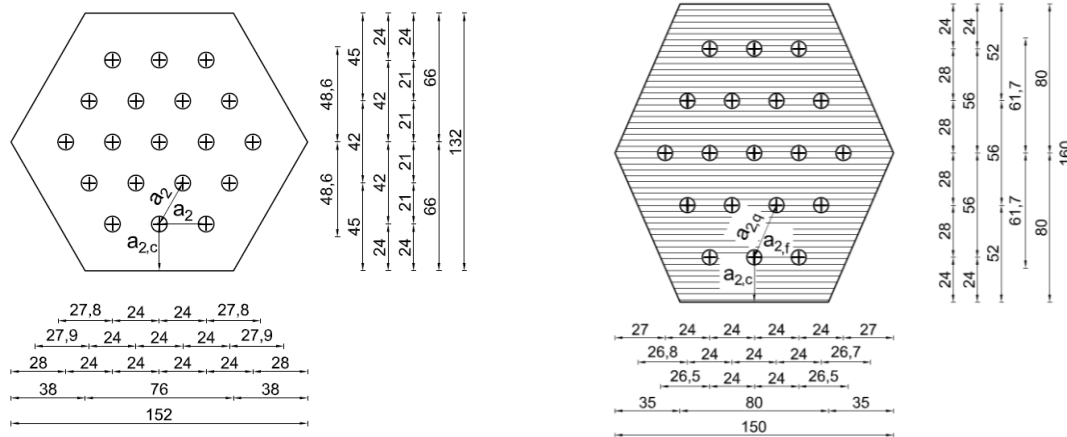 a2
a2
a2,c
48,6 48,6
45 42 45
24 42 42 24
24 21 21 21 21 24
66 66
132
27,8 24 24 27,8
27,9 24 24 24 27,9
28 24 24 24 24 28
38 76 38
152
a2,q
a2,f
a2,c
24 28 28 28 28 24
24 56 56 24
52 56 52
61,7 61,7
80 80
160
27 24 24 24 24 27
26,8 24 24 24 26,7
26,5 24 24 26,5
35 80 35
150